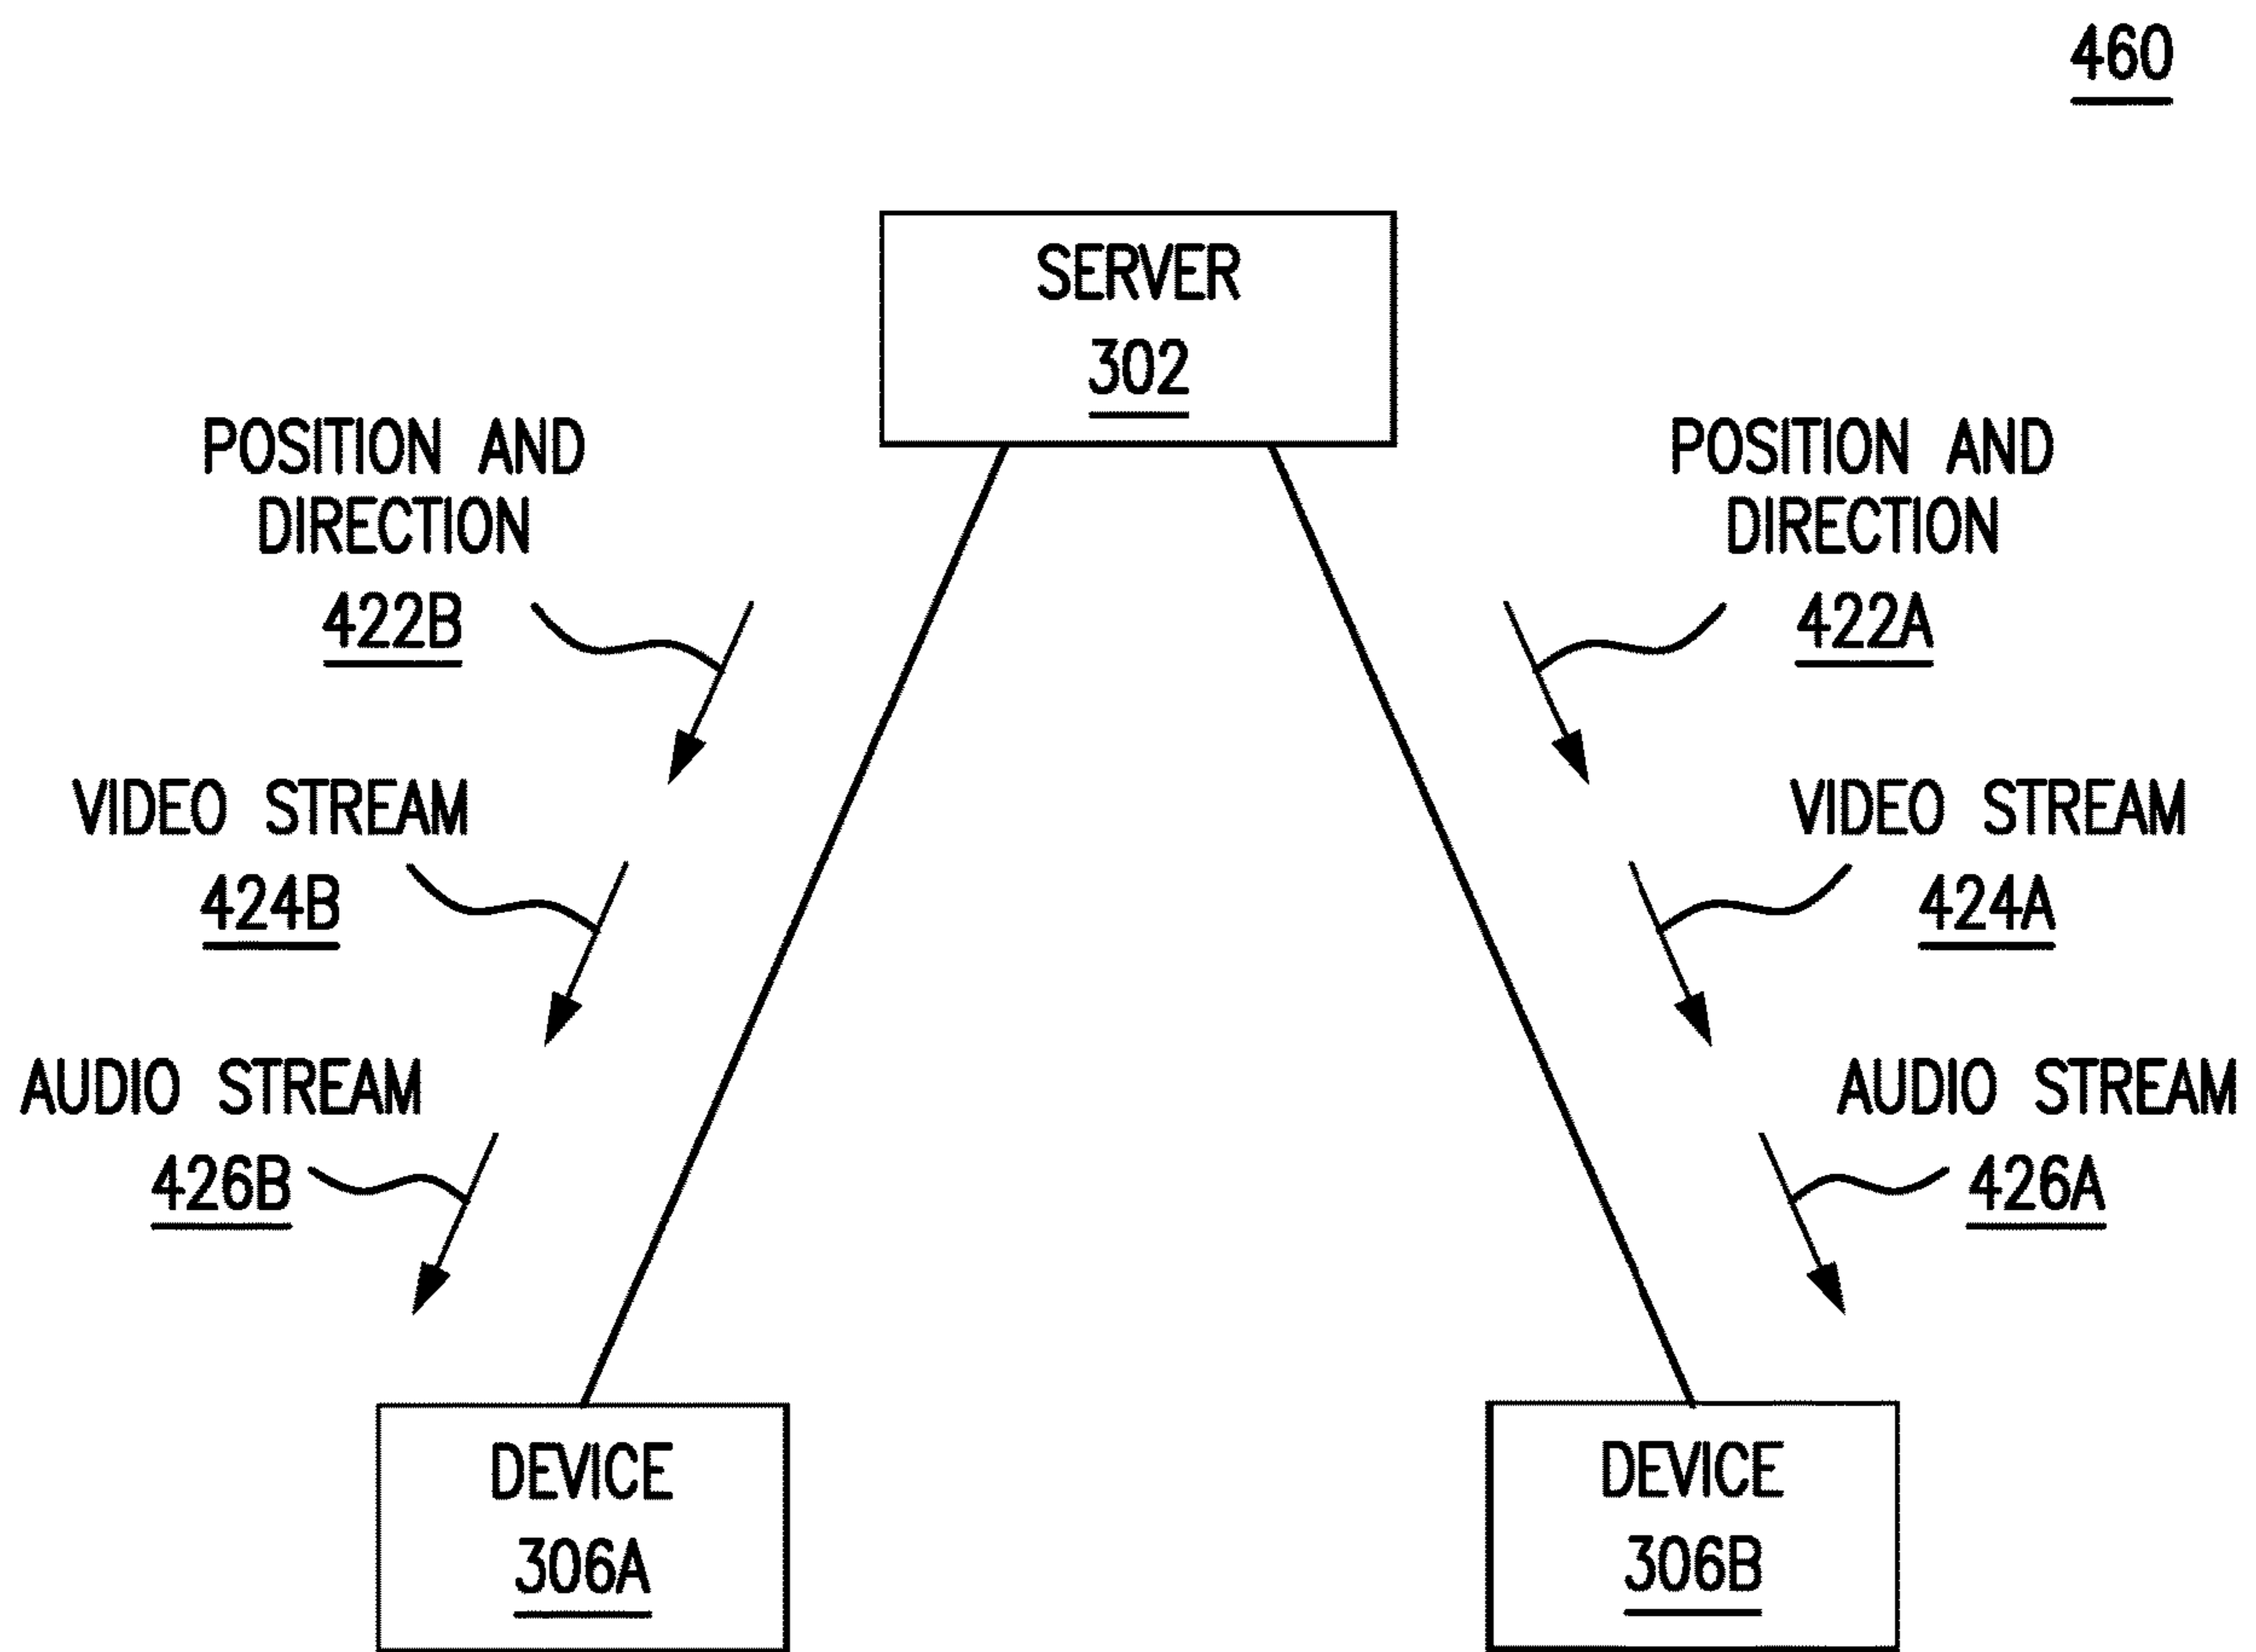 460
SERVER
302
POSITION AND
DIRECTION
422B
POSITION AND
DIRECTION
422A
VIDEO STREAM
424B
VIDEO STREAM
424A
AUDIO STREAM
426B
AUDIO STREAM
426A
DEVICE
306A
DEVICE
306B